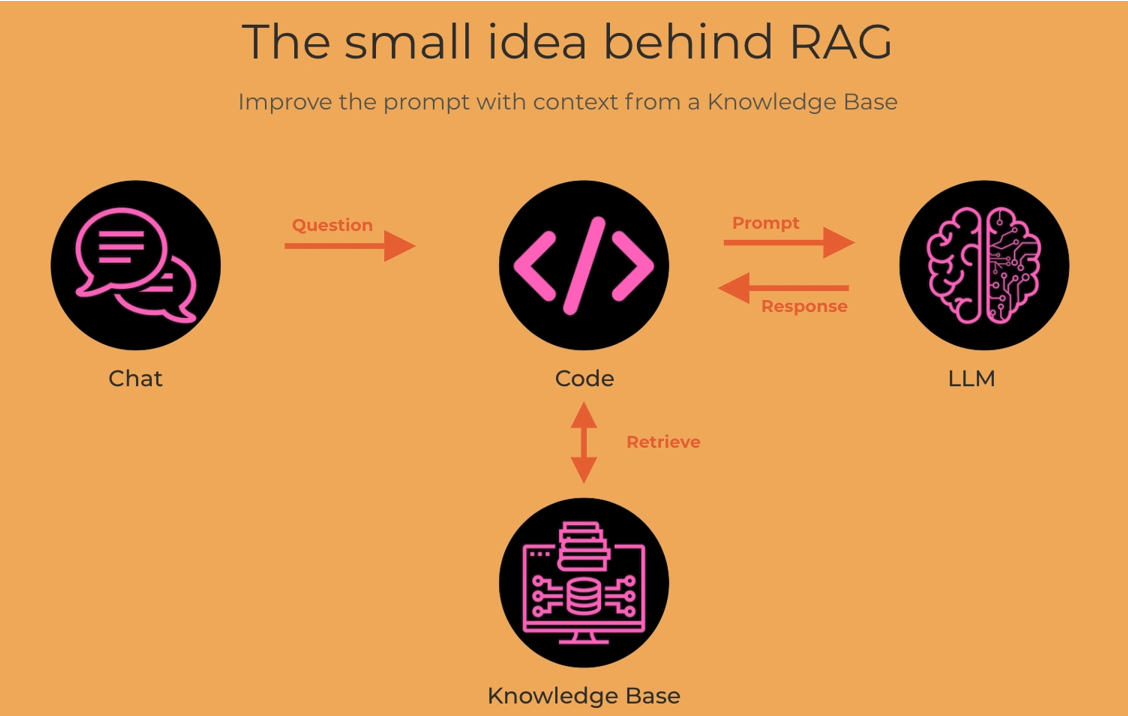 The small idea behind RAG
Improve the prompt with context from a Knowledge Base
Question
Prompt
Response
Chat
Code
LLM
Retrieve
Knowledge Base